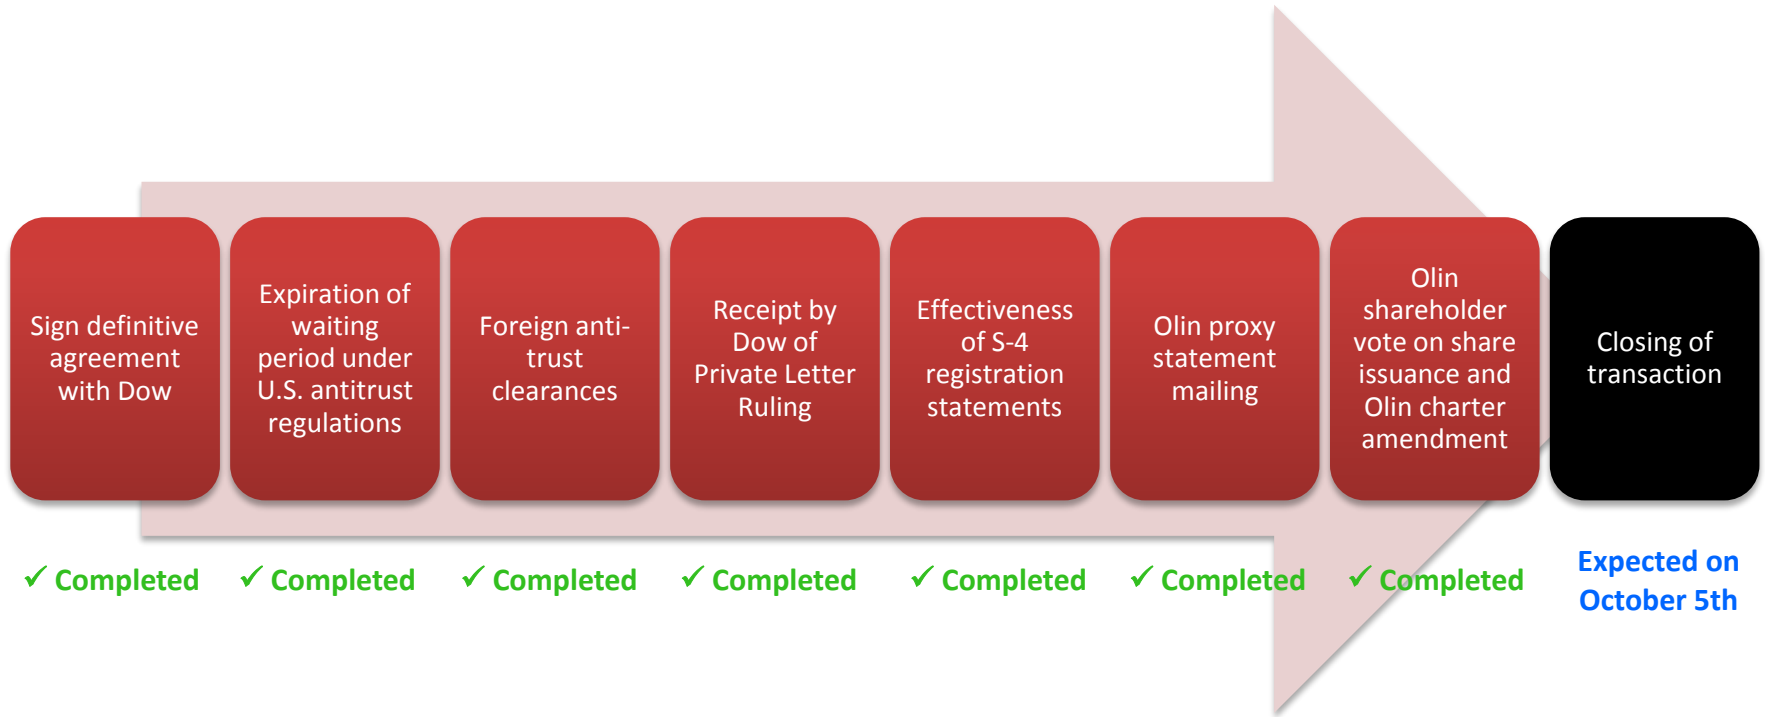 Sign definitive
agreement
with Dow
Expiration of
waiting
period under
U.S. antitrust
regulations
Foreign anti-
trust
clearances
Receipt by
Dow of
Private Letter
Ruling
Effectiveness
of S-4
registration
statements
Olin proxy
statement
mailing
Olin
shareholder
vote on share
issuance and
Olin charter
amendment
Closing of
transaction
✓ Completed
✓ Completed
✓ Completed
✓ Completed
✓ Completed
✓ Completed
✓ Completed
Expected on
October 5th